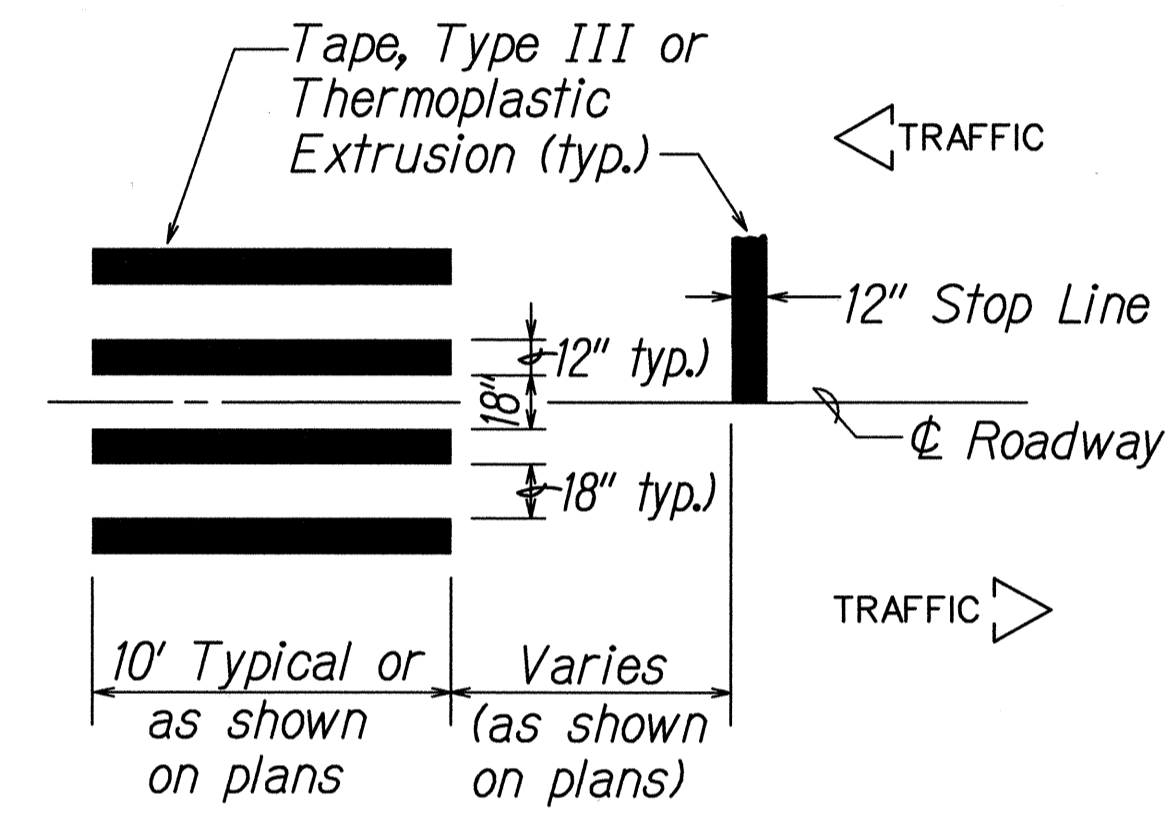 Tape, Type III or
Thermoplastic
Extrusion (typ.)
TRAFFIC
12" Stop Line
12" typ.)
18"
℄ Roadway
18" typ.)
TRAFFIC
10' Typical or
as shown
on plans
Varies
(as shown
on plans)